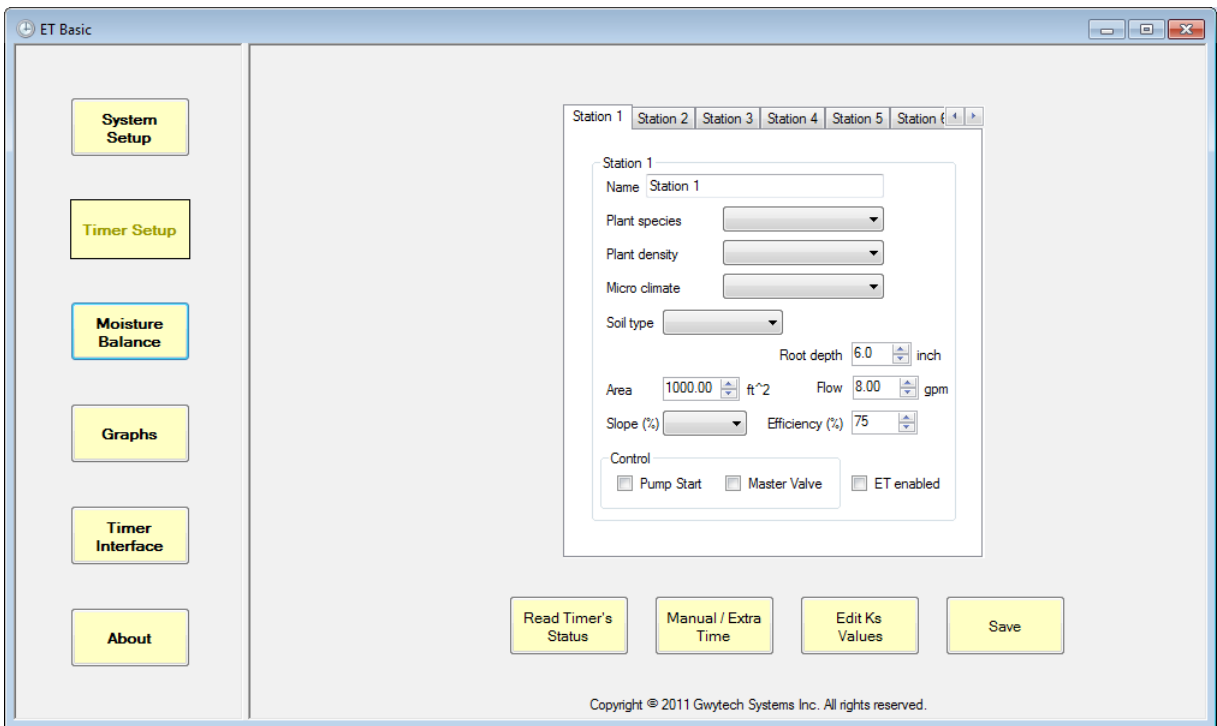 ET Basic
System
Setup
Timer Setup
Moisture
Balance
Graphs
Timer
Interface
About
Station 1 Station 2 Station 3 Station 4 Station 5 Station 6
Station 1
Name Station 1
Plant species
Plant density
Micro climate
Soil type
Root depth 6.0 inch
Area 1000.00 ft^2 Flow 8.00 gpm
Slope (%) Efficiency (%) 75
Control
Pump Start Master Valve ET enabled
Read Timer's
Status
Manual / Extra
Time
Edit Ks
Values
Save
Copyright © 2011 Gwytech Systems Inc. All rights reserved.